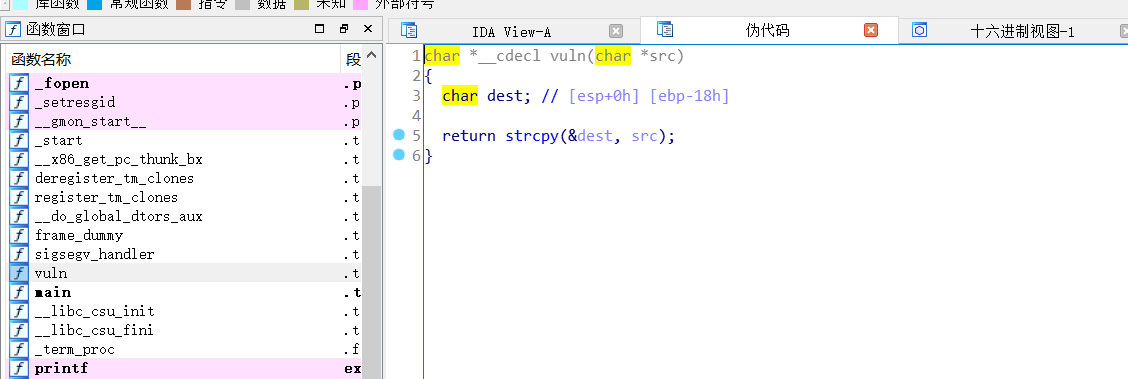 库函数 常规函数 指令 数据 未知 外部符号
函数窗口
函数名称 段
_fopen .p
_setresgid .p
__gmon_start__ .p
_start .t
__x86_get_pc_thunk_bx .t
deregister_tm_clones .t
register_tm_clones .t
__do_global_dtors_aux .t
frame_dummy .t
sigsegv_handler .t
vuln .t
main .t
__libc_csu_init .t
__libc_csu_fini .t
_term_proc .f
printf ex
IDA View-A 伪代码 十六进制视图-1
1 char *__cdecl vuln(char *src)
2 {
3 char dest; // [esp+0h] [ebp-18h]
4
5 return strcpy(&dest, src);
6 }